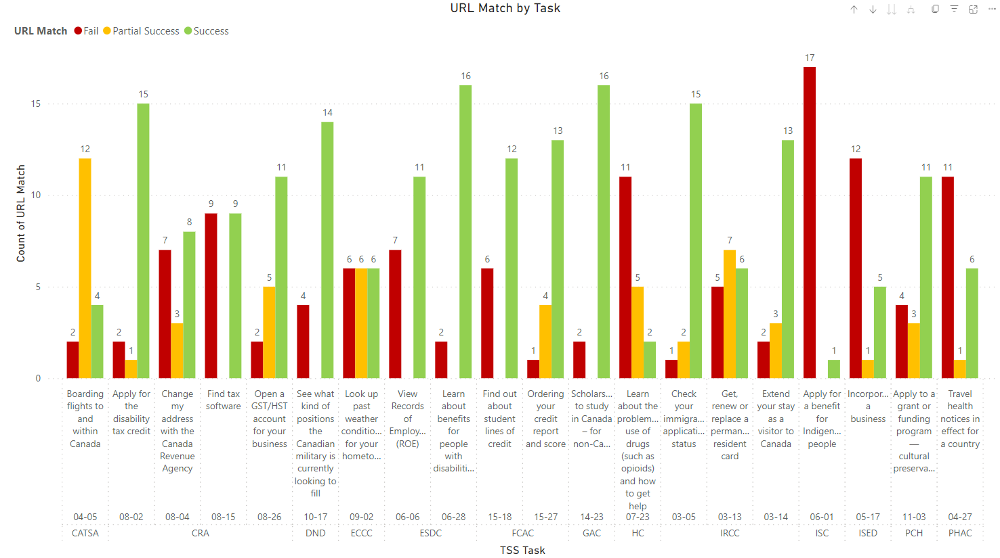 URL Match by Task
URL Match Fail Partial Success Success
Count of URL Match
15
10
5
0
2 12 4
2 1 15
7 3 8
9 9
2 5 11
4 14
6 6 6
7 11
2 16
6 12
1 4 13
2 16
11 5 2
1 2 15
5 7 6
2 3 13
17 1
12 1 5
4 3 11
11 1 6
Boarding
flights to
and
within
Canada
04-05
Apply for
the
disability
tax credit
08-02
Change
my
address
with the
Canada
Revenue
Agency
08-04
Find tax
software
08-15
Open a
GST/HST
account
for your
business
08-26
See what
kind of
positions
the
Canadian
military is
currently
looking to
fill
10-17
Look up
past
weather
conditio...
for your
hometo...
09-02
View
Records
of
Employ...
(ROE)
06-06
Learn
about
benefits
for
people
with
disabiliti...
06-28
Find out
about
student
lines of
credit
15-18
Ordering
your
credit
report
and score
15-27
Scholars...
to study
in Canada
– for
non-Ca...
14-23
Learn
about the
problem...
use of
drugs
(such as
opioids)
and how
to get
help
07-23
Check
your
immigra...
applicati...
status
03-05
Get,
renew or
replace a
perman...
resident
card
03-13
Extend
your stay
as a
visitor to
Canada
03-14
Apply for
a benefit
for
Indigen...
people
06-01
Incorpor...
a
business
05-17
Apply to a
grant or
funding
program
—
cultural
preserva...
11-03
Travel
health
notices in
effect for
a country
04-27
CATSA CRA DND ECCC ESDC FCAC GAC HC IRCC ISC ISED PCH PHAC
TSS Task